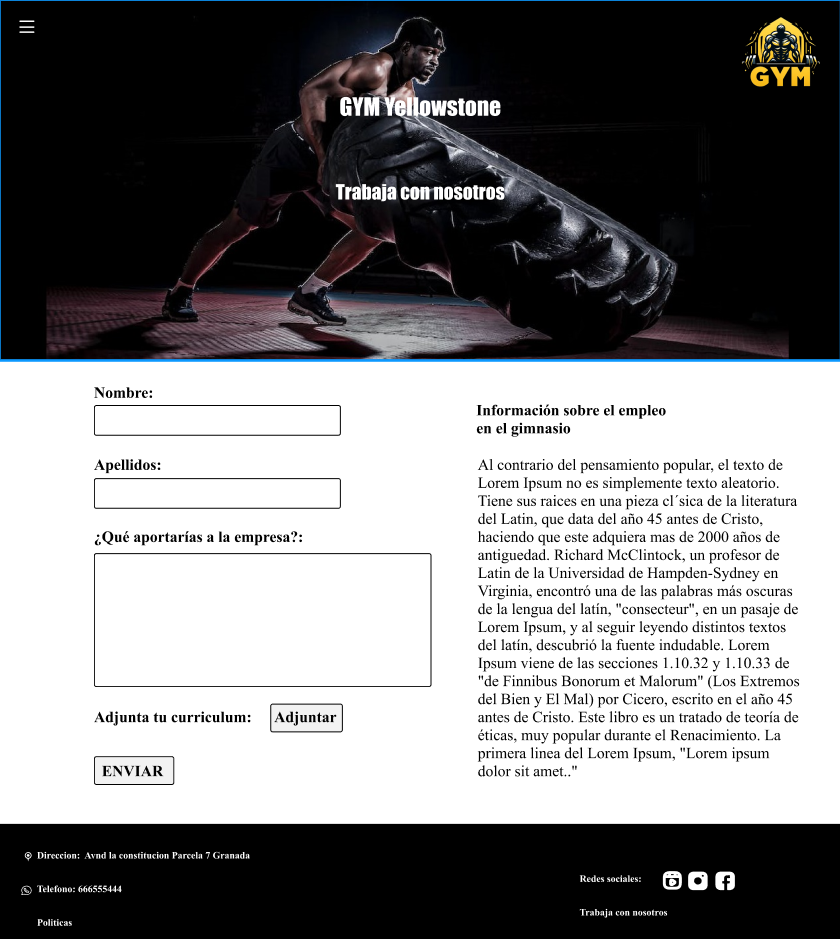 GYM
GYM Yellowstone
Trabaja con nosotros
Nombre:
Apellidos:
¿Qué aportarías a la empresa?:
Adjunta tu curriculum:
Adjuntar
ENVIAR
Información sobre el empleo
en el gimnasio
Al contrario del pensamiento popular, el texto de
Lorem Ipsum no es simplemente texto aleatorio.
Tiene sus raices en una pieza cl´sica de la literatura
del Latin, que data del año 45 antes de Cristo,
haciendo que este adquiera mas de 2000 años de
antiguedad. Richard McClintock, un profesor de
Latin de la Universidad de Hampden-Sydney en
Virginia, encontró una de las palabras más oscuras
de la lengua del latín, "consecteur", en un pasaje de
Lorem Ipsum, y al seguir leyendo distintos textos
del latín, descubrió la fuente indudable. Lorem
Ipsum viene de las secciones 1.10.32 y 1.10.33 de
"de Finnibus Bonorum et Malorum" (Los Extremos
del Bien y El Mal) por Cicero, escrito en el año 45
antes de Cristo. Este libro es un tratado de teoría de
éticas, muy popular durante el Renacimiento. La
primera linea del Lorem Ipsum, "Lorem ipsum
dolor sit amet.."
Direccion: Avnd la constitucion Parcela 7 Granada
Telefono: 666555444
Politicas
Redes sociales:
Trabaja con nosotros